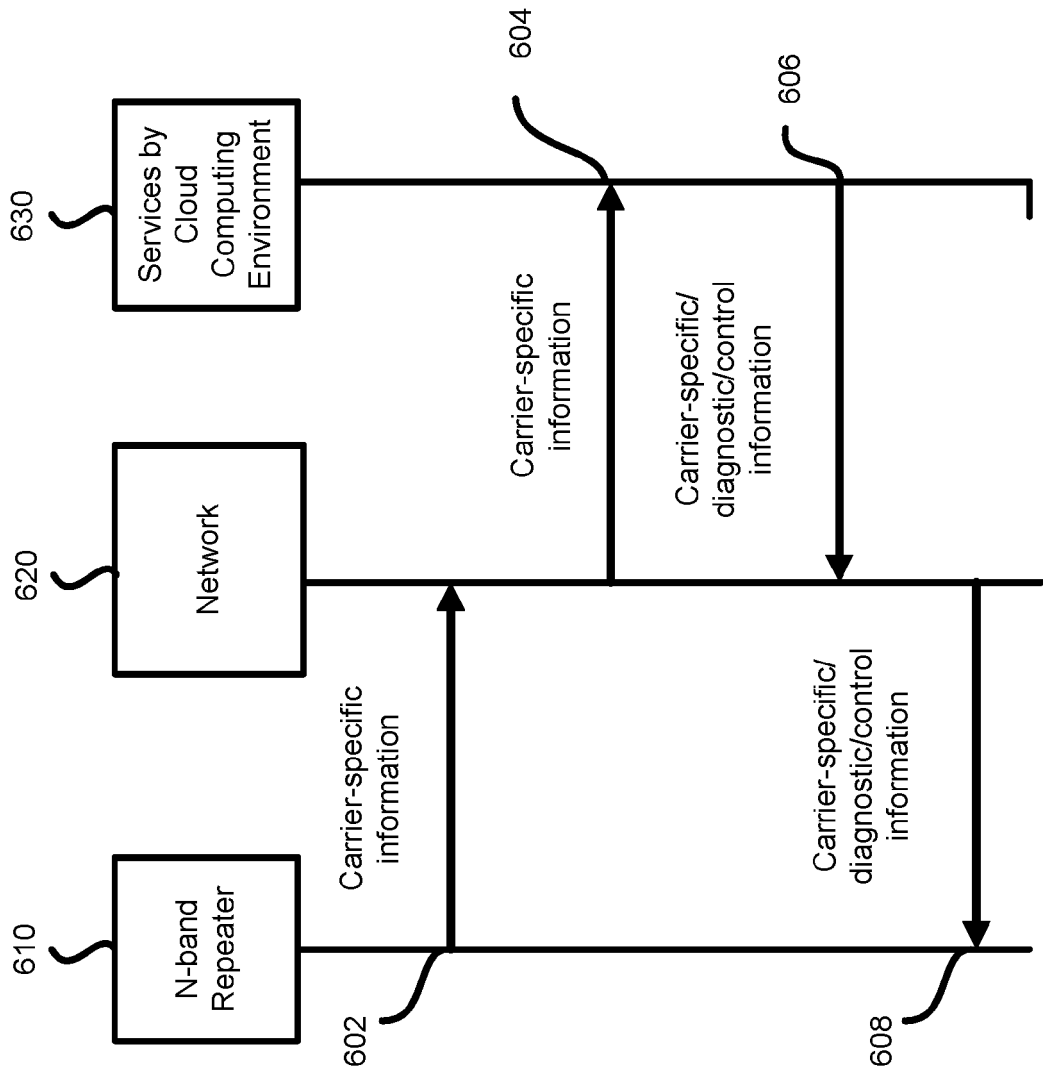 610
N-band
Repeater
620
Network
630
Services by
Cloud
Computing
Environment
602
Carrier-specific
information
604
Carrier-specific
information
606
Carrier-specific/
diagnostic/control
information
608
Carrier-specific/
diagnostic/control
information